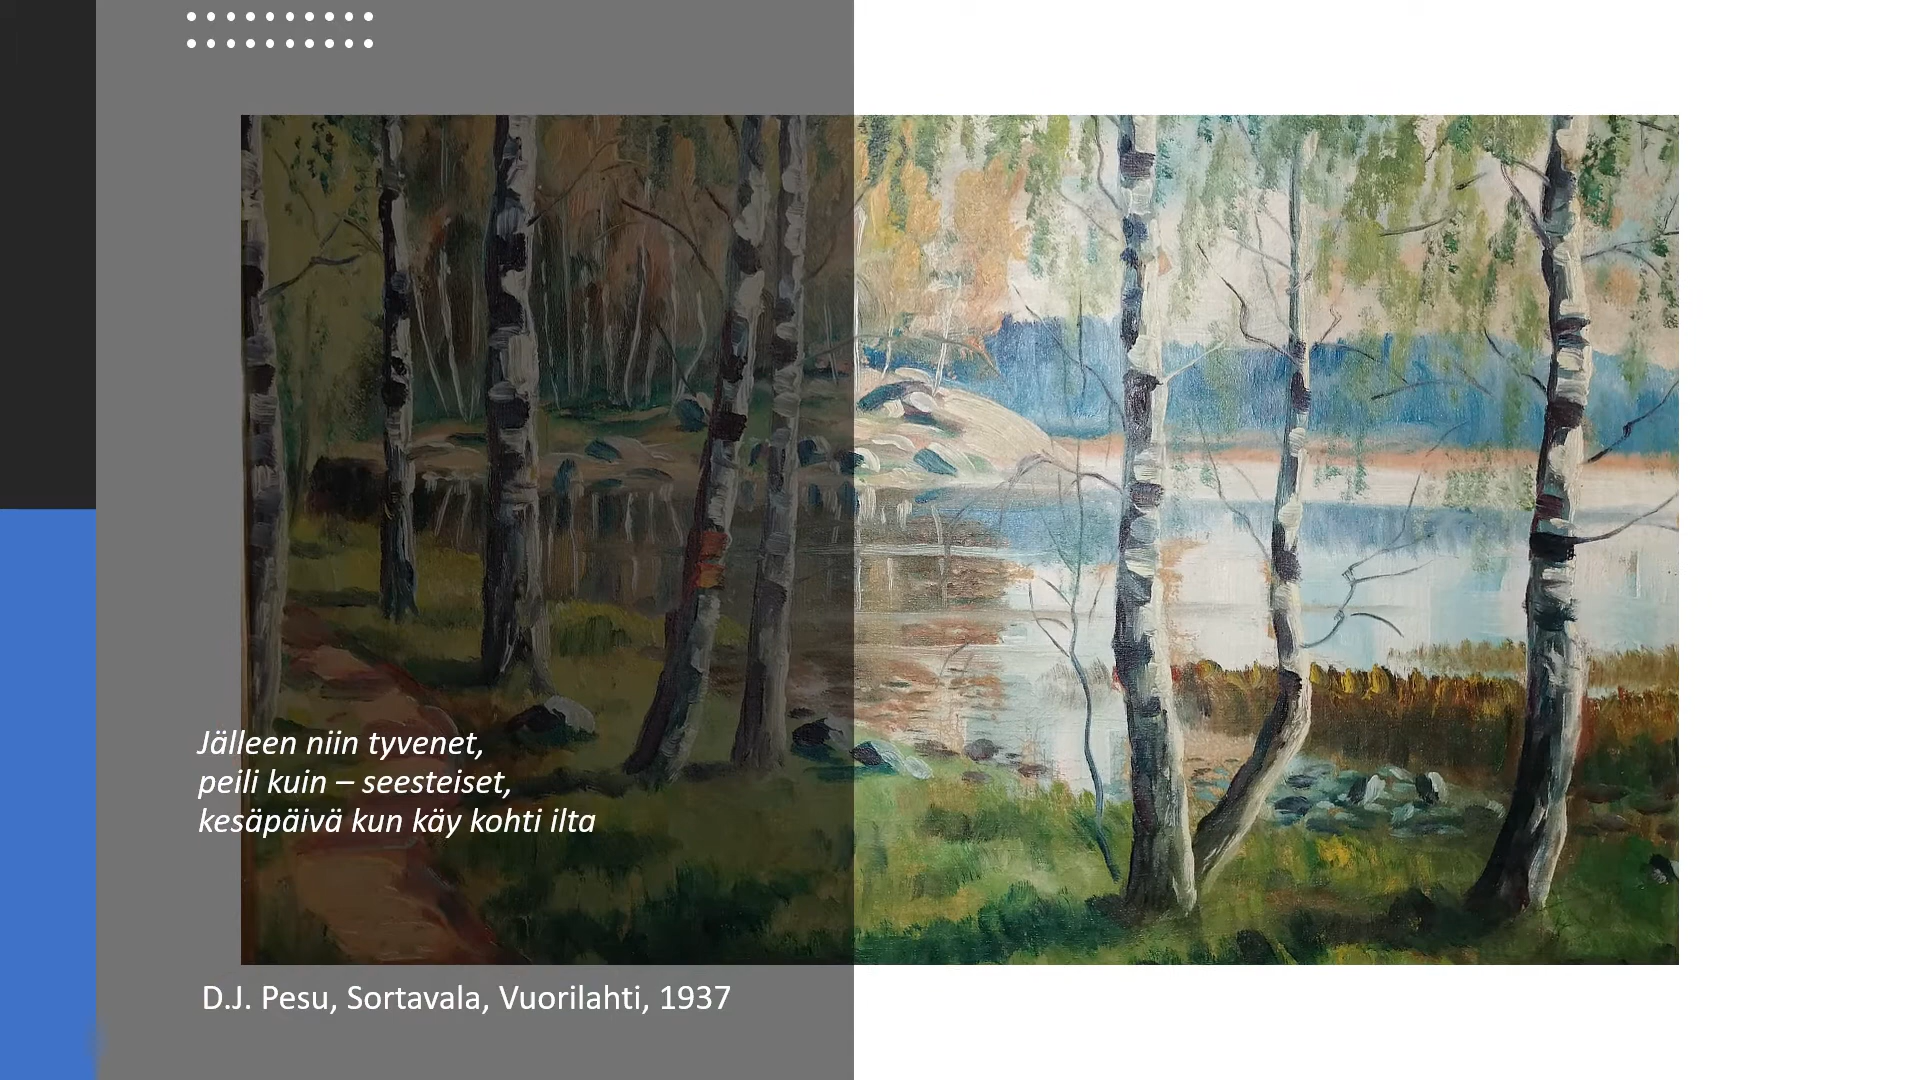 Jälleen niin tyvenet,
peili kuin – seesteiset,
kesäpäivä kun käy kohti ilta
D.J. Pesu, Sortavala, Vuorilahti, 1937